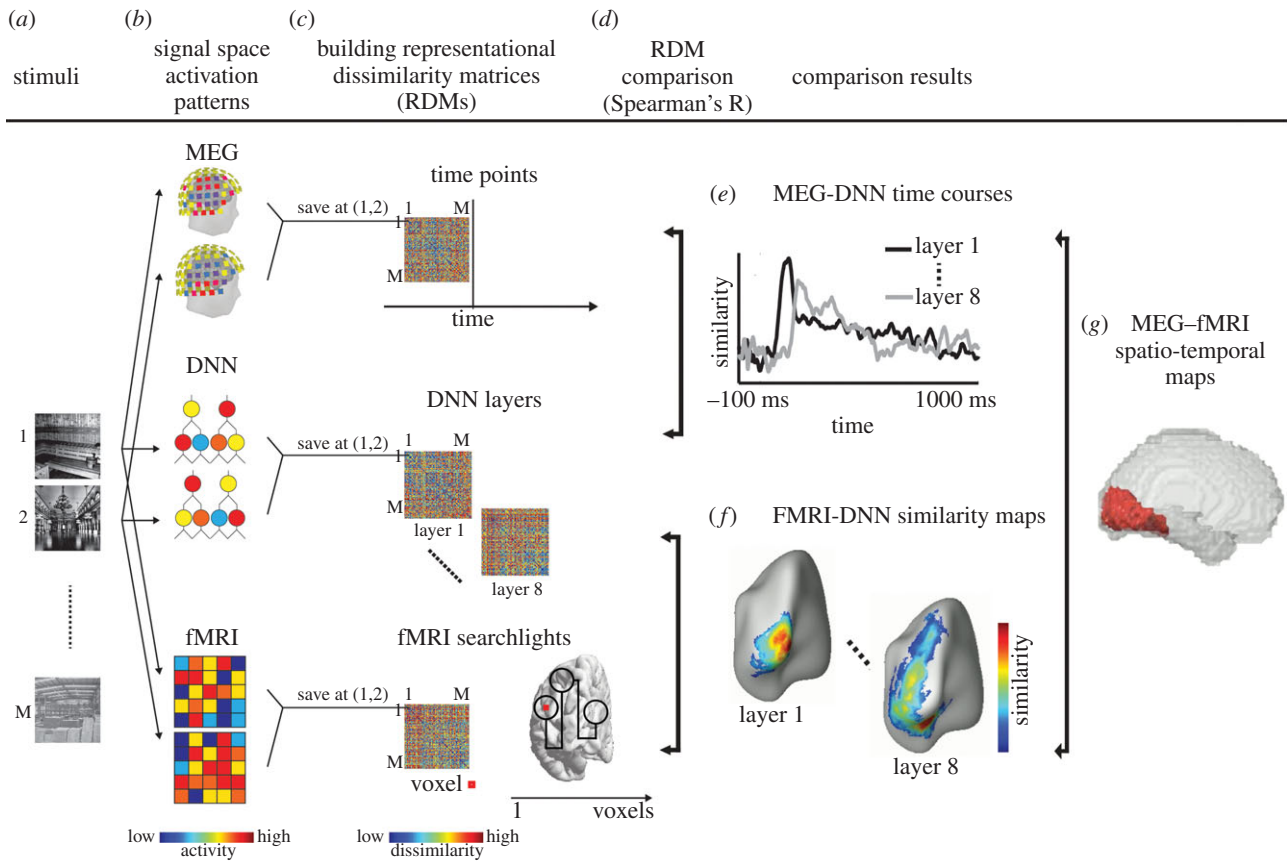 (a)
(b)
(c)
(d)
stimuli
signal space
activation
patterns
building representational
dissimilarity matrices
(RDMs)
RDM
comparison
(Spearman's R)
comparison results
MEG
save at (1,2)
time points
1 M
1
M
time
DNN
save at (1,2)
DNN layers
1 M
1
M
layer 1
layer 8
1
2
M
fMRI
save at (1,2)
fMRI searchlights
1 M
1
M
voxel
1 voxels
low high
activity
low high
dissimilarity
(e) MEG-DNN time courses
layer 1
layer 8
similarity
–100 ms 1000 ms
time
(f) FMRI-DNN similarity maps
layer 1
layer 8
similarity
(g) MEG–fMRI
spatio-temporal
maps